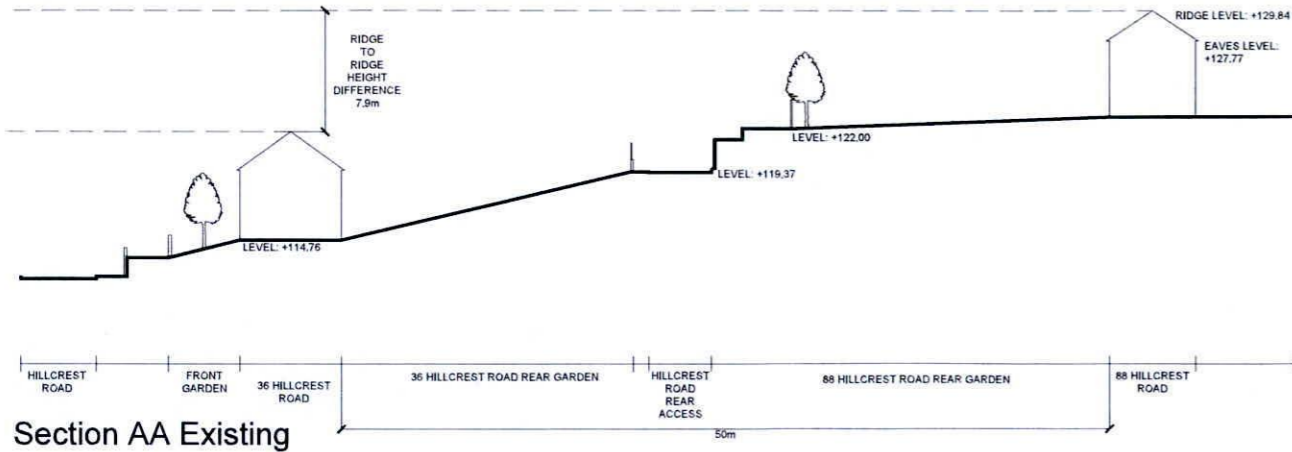 RIDGE LEVEL: +129,84
RIDGE
TO
RIDGE
HEIGHT
DIFFERENCE
7.9m
EAVES LEVEL:
+127,77
LEVEL: +122,00
LEVEL: +119,37
LEVEL: +114,76
HILLCREST
ROAD
FRONT
GARDEN
36 HILLCREST
ROAD
36 HILLCREST ROAD REAR GARDEN
HILLCREST
ROAD
REAR
ACCESS
88 HILLCREST ROAD REAR GARDEN
88 HILLCREST
ROAD
50m
Section AA Existing